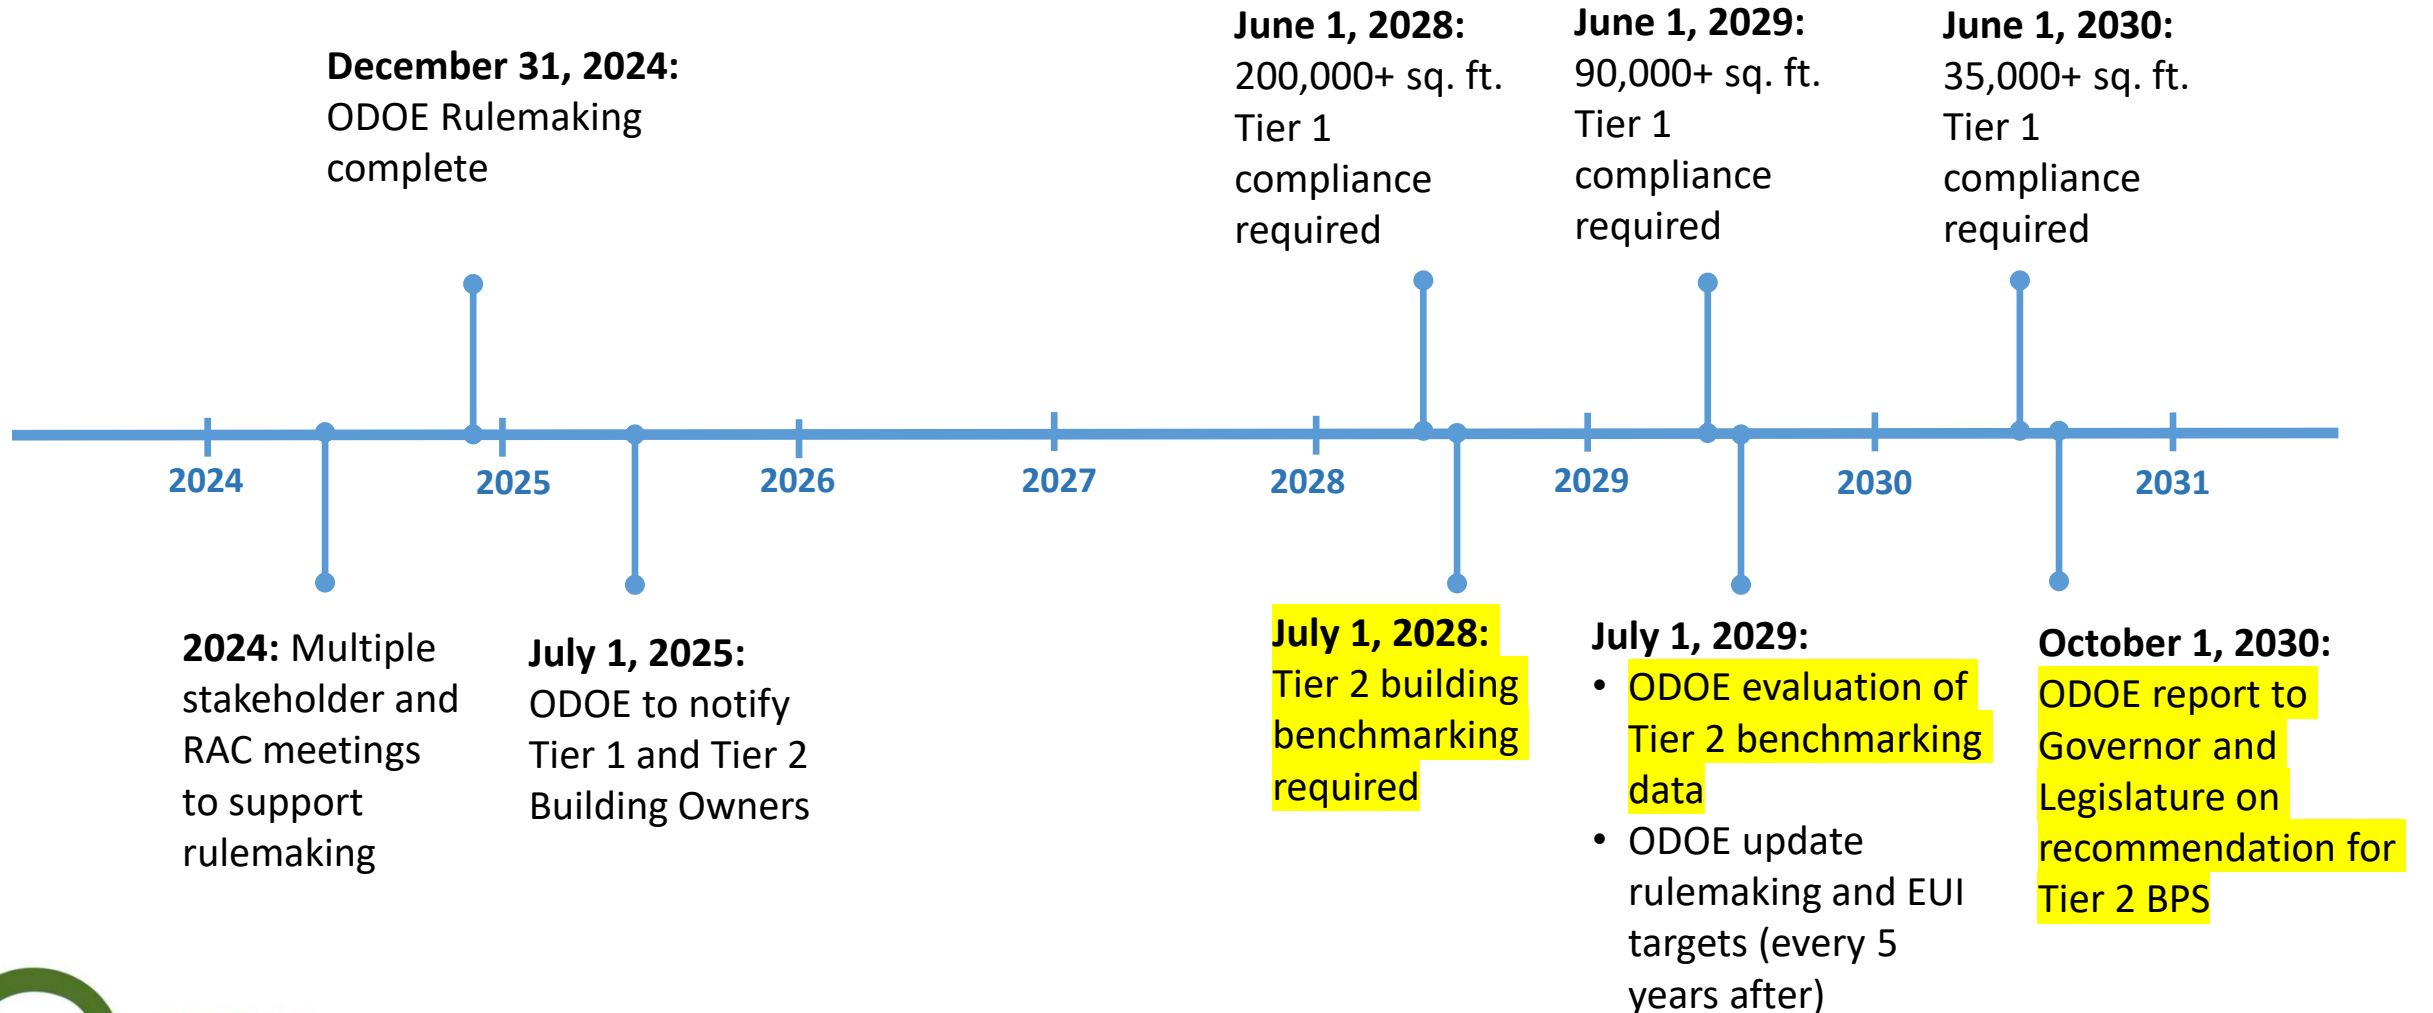 December 31, 2024:
ODOE Rulemaking
complete
June 1, 2028:
200,000+ sq. ft.
Tier 1
compliance
required
June 1, 2029:
90,000+ sq. ft.
Tier 1
compliance
required
June 1, 2030:
35,000+ sq. ft.
Tier 1
compliance
required
2024
2025
2026
2027
2028
2029
2030
2031
2024: Multiple
stakeholder and
RAC meetings
to support
rulemaking
July 1, 2025:
ODOE to notify
Tier 1 and Tier 2
Building Owners
July 1, 2028:
Tier 2 building
benchmarking
required
July 1, 2029:
• ODOE evaluation of
Tier 2 benchmarking
data
• ODOE update
rulemaking and EUI
targets (every 5
years after)
October 1, 2030:
ODOE report to
Governor and
Legislature on
recommendation for
Tier 2 BPS